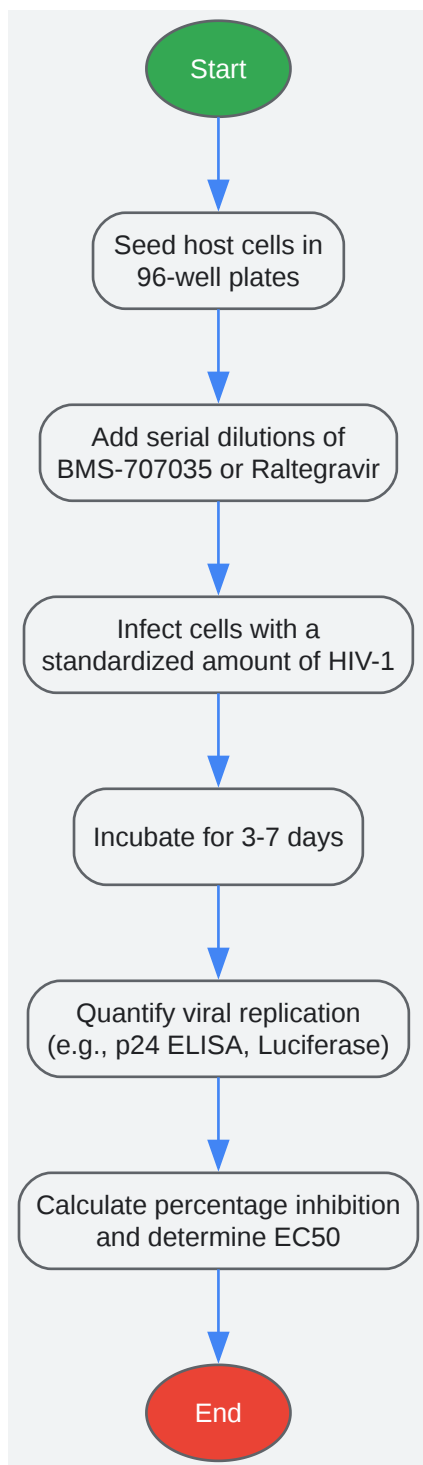 Start
Seed host cells in
96-well plates
Add serial dilutions of
BMS-707035 or Raltegravir
Infect cells with a
standardized amount of HIV-1
Incubate for 3-7 days
Quantify viral replication
(e.g., p24 ELISA, Luciferase)
Calculate percentage inhibition
and determine EC50
End